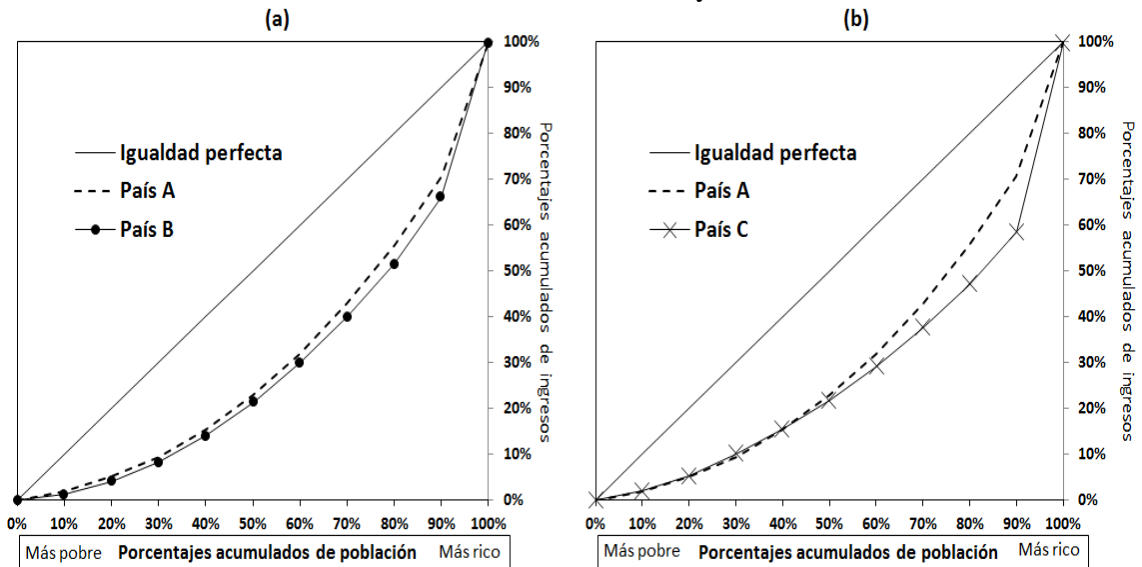 (a)
100%
90%
80%
70%
60%
50%
40%
30%
20%
10%
0%
Igualdad perfecta
País A
País B
Porcentajes acumulados de ingresos
0% 10% 20% 30% 40% 50% 60% 70% 80% 90% 100%
Más pobre Porcentajes acumulados de población Más rico
(b)
100%
90%
80%
70%
60%
50%
40%
30%
20%
10%
0%
Igualdad perfecta
País A
País C
Porcentajes acumulados de ingresos
0% 10% 20% 30% 40% 50% 60% 70% 80% 90% 100%
Más pobre Porcentajes acumulados de población Más rico